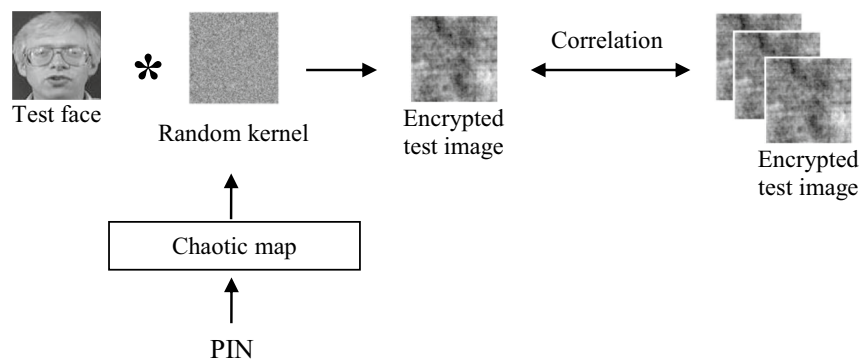 Test face
*
Random kernel
Encrypted
test image
Correlation
Encrypted
test image
Chaotic map
PIN